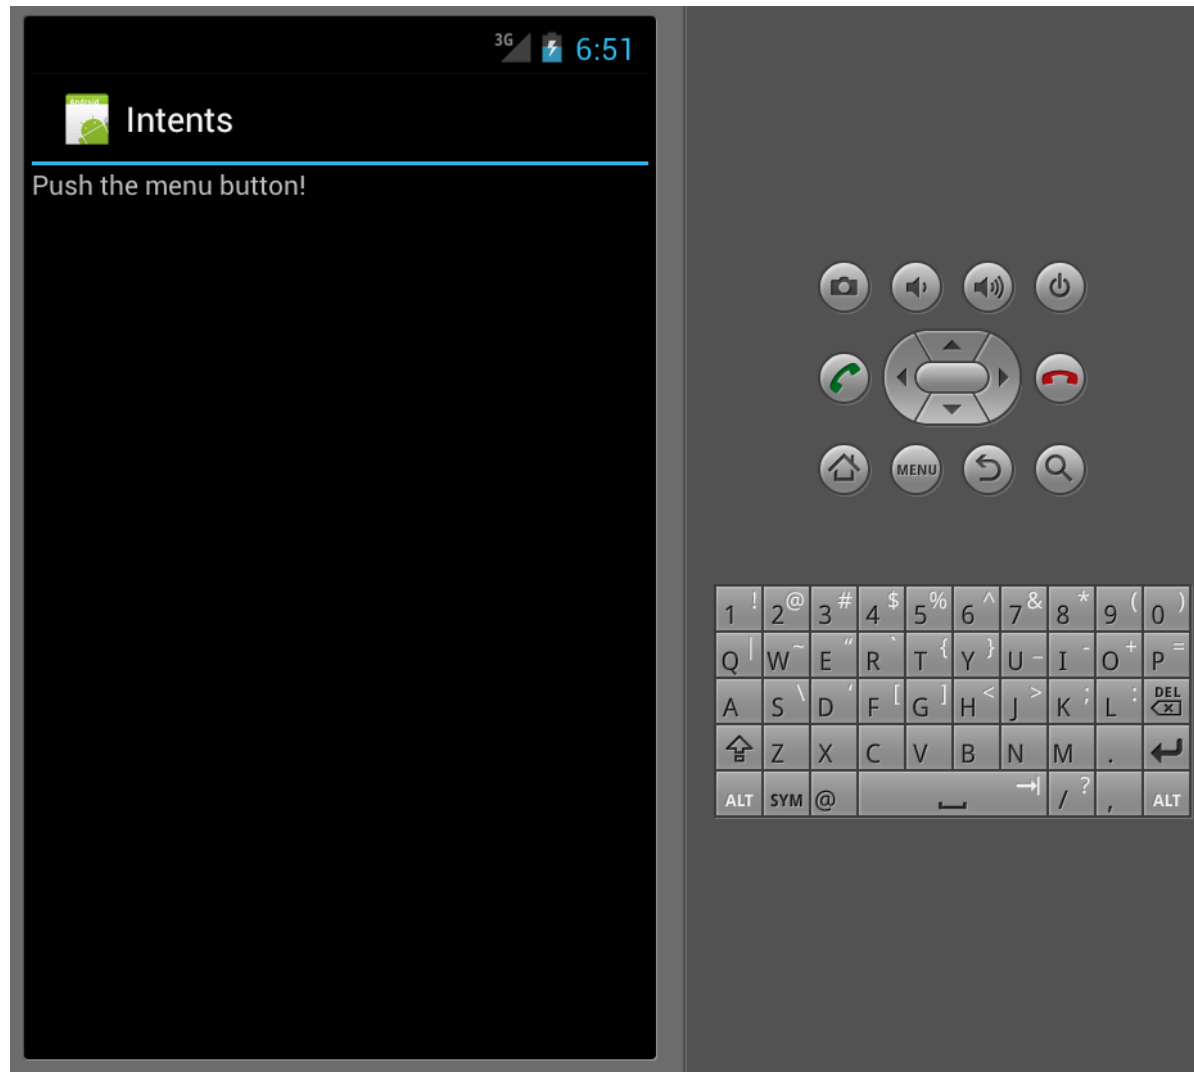 3G 6:51
Android
Intents
Push the menu button!
MENU
1 ! 2 @ 3 # 4 $ 5 % 6 ^ 7 & 8 * 9 ( 0 )
Q | W ~ E “ R ` T { Y } U _ I - O + P =
A S \ D ‘ F [ G ] H < J > K ; L : DEL
Z X C V B N M .
ALT SYM @ / ? , ALT